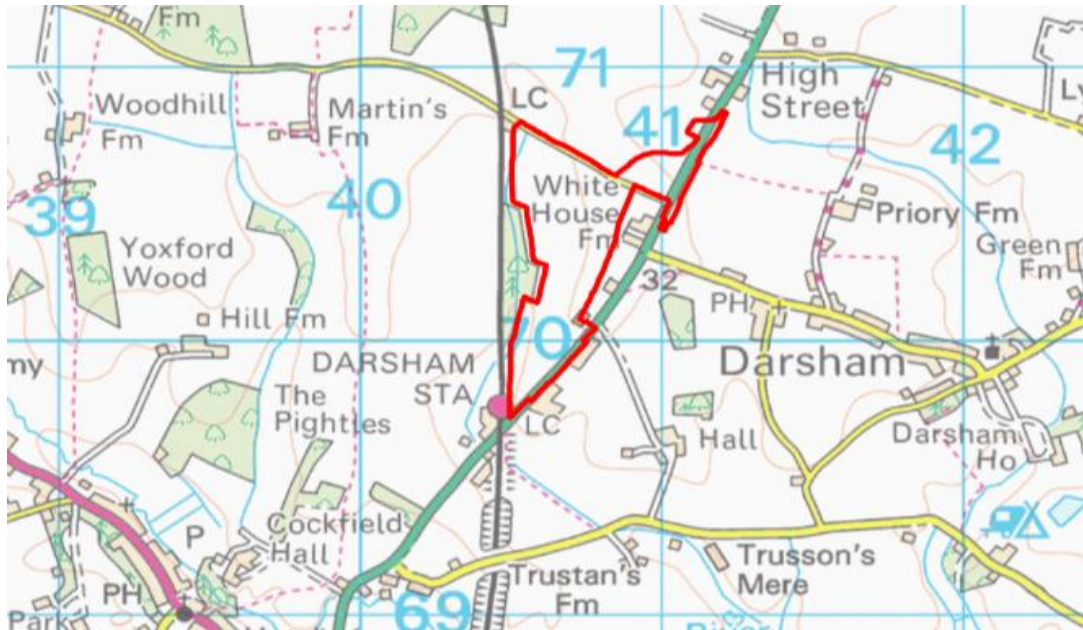 Fm
71
High
Street
LC
Ly
Woodhill
Fm
Martin's
Fm
41
42
39
40
White
House
Fm
Priory Fm
Green
Fm
Yoxford
Wood
32
PH
Hill Fm
70
my
DARSHAM
STA
Darsham
The
Pightles
LC
Hall
Darsham
Ho
P
Cockfield
Hall
Trusson's
Mere
Trustan's
Fm
PH
69
Park
River